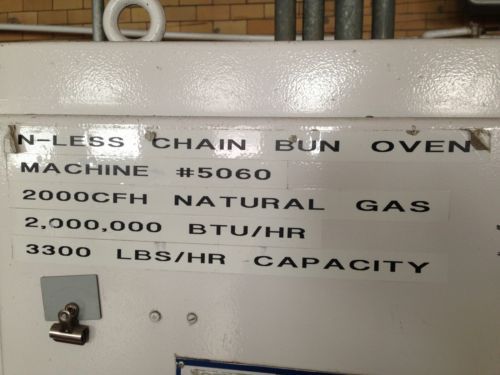 N-LESS CHAIN BUN OVEN
MACHINE #5060
2000CFH NATURAL GAS
2,000,000 BTU/HR
3300 LBS/HR CAPACITY